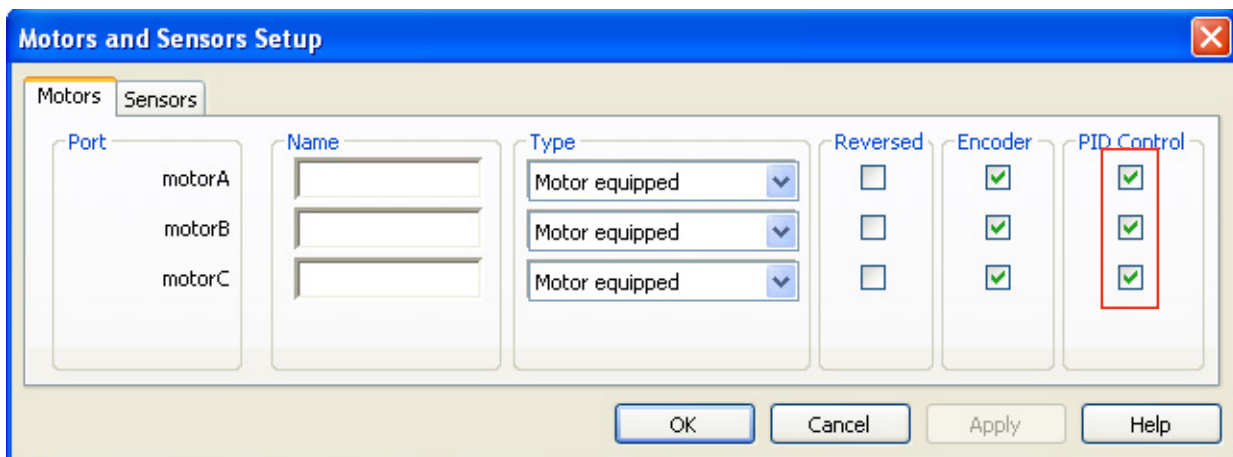 Motors and Sensors Setup
Motors Sensors
Port Name Type Reversed Encoder PID Control
motorA Motor equipped
motorB Motor equipped
motorC Motor equipped
OK Cancel Apply Help